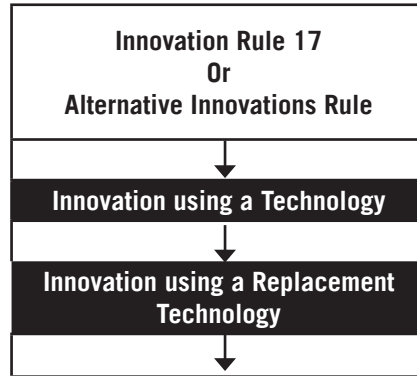 Innovation Rule 17
Or
Alternative Innovations Rule
Innovation using a Technology
Innovation using a Replacement
Technology